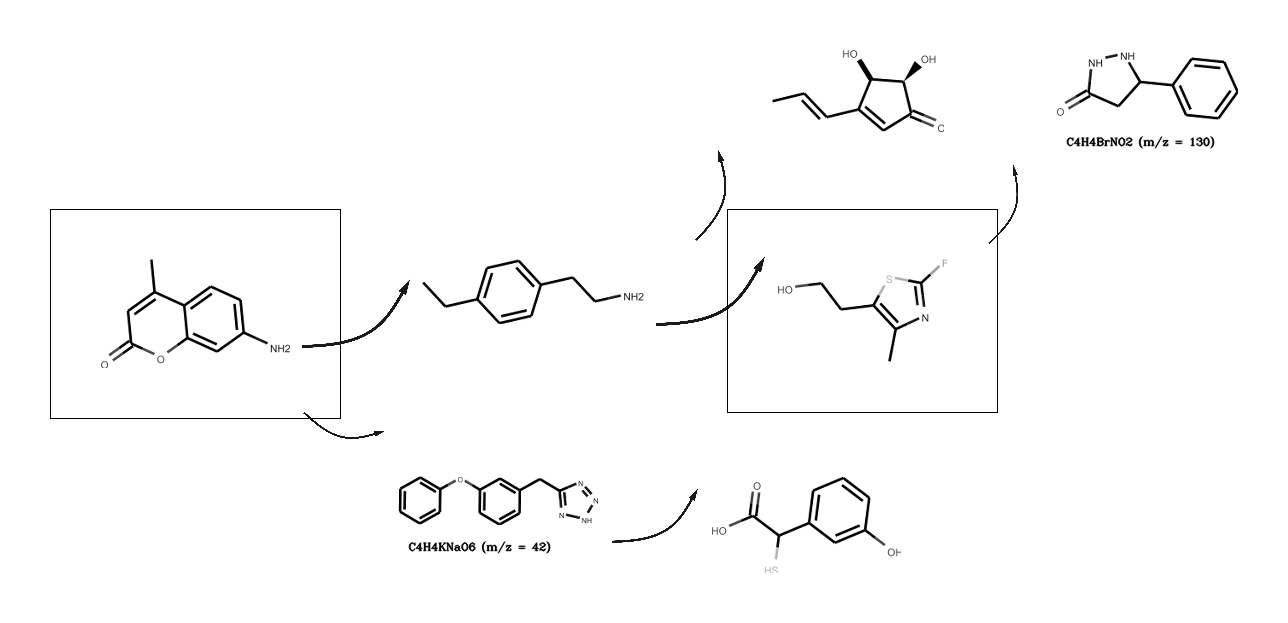 HO
OH
O
NH
NH
O
C4H4BrNO2 (m/z = 130)
O
O
NH2
NH2
HO
S
F
N
O
N
N
N
NH
C4H4KNaO6 (m/z = 42)
O
HO
HS
OH